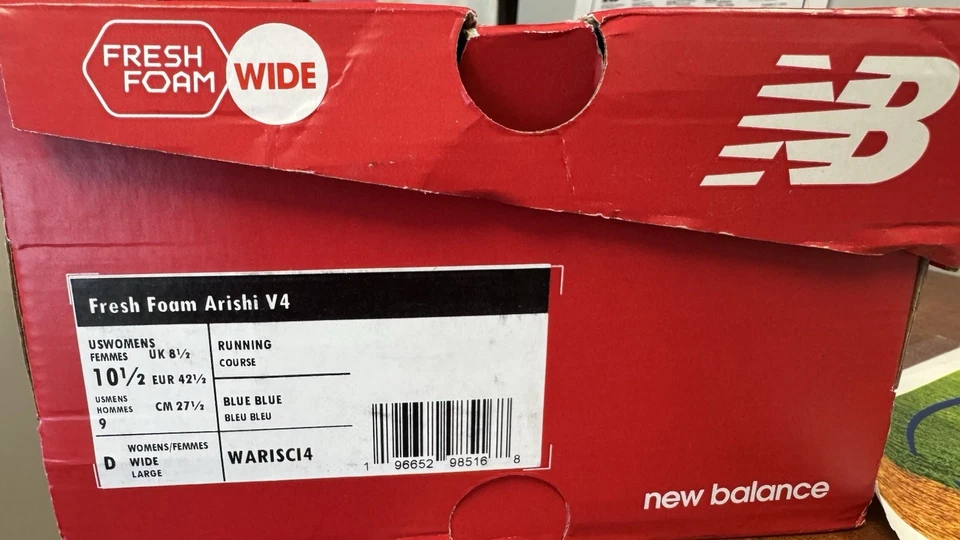 FRESH
FOAM
WIDE
NB
Fresh Foam Arishi V4
USWOMENS
FEMMES UK 8½
10½ EUR 42½
USMENS
HOMMES CM 27½
9
D WOMENS/FEMMES
WIDE
LARGE
RUNNING
COURSE
BLUE BLUE
BLEU BLEU
WARISCI4
1 96652 98516 8
new balance